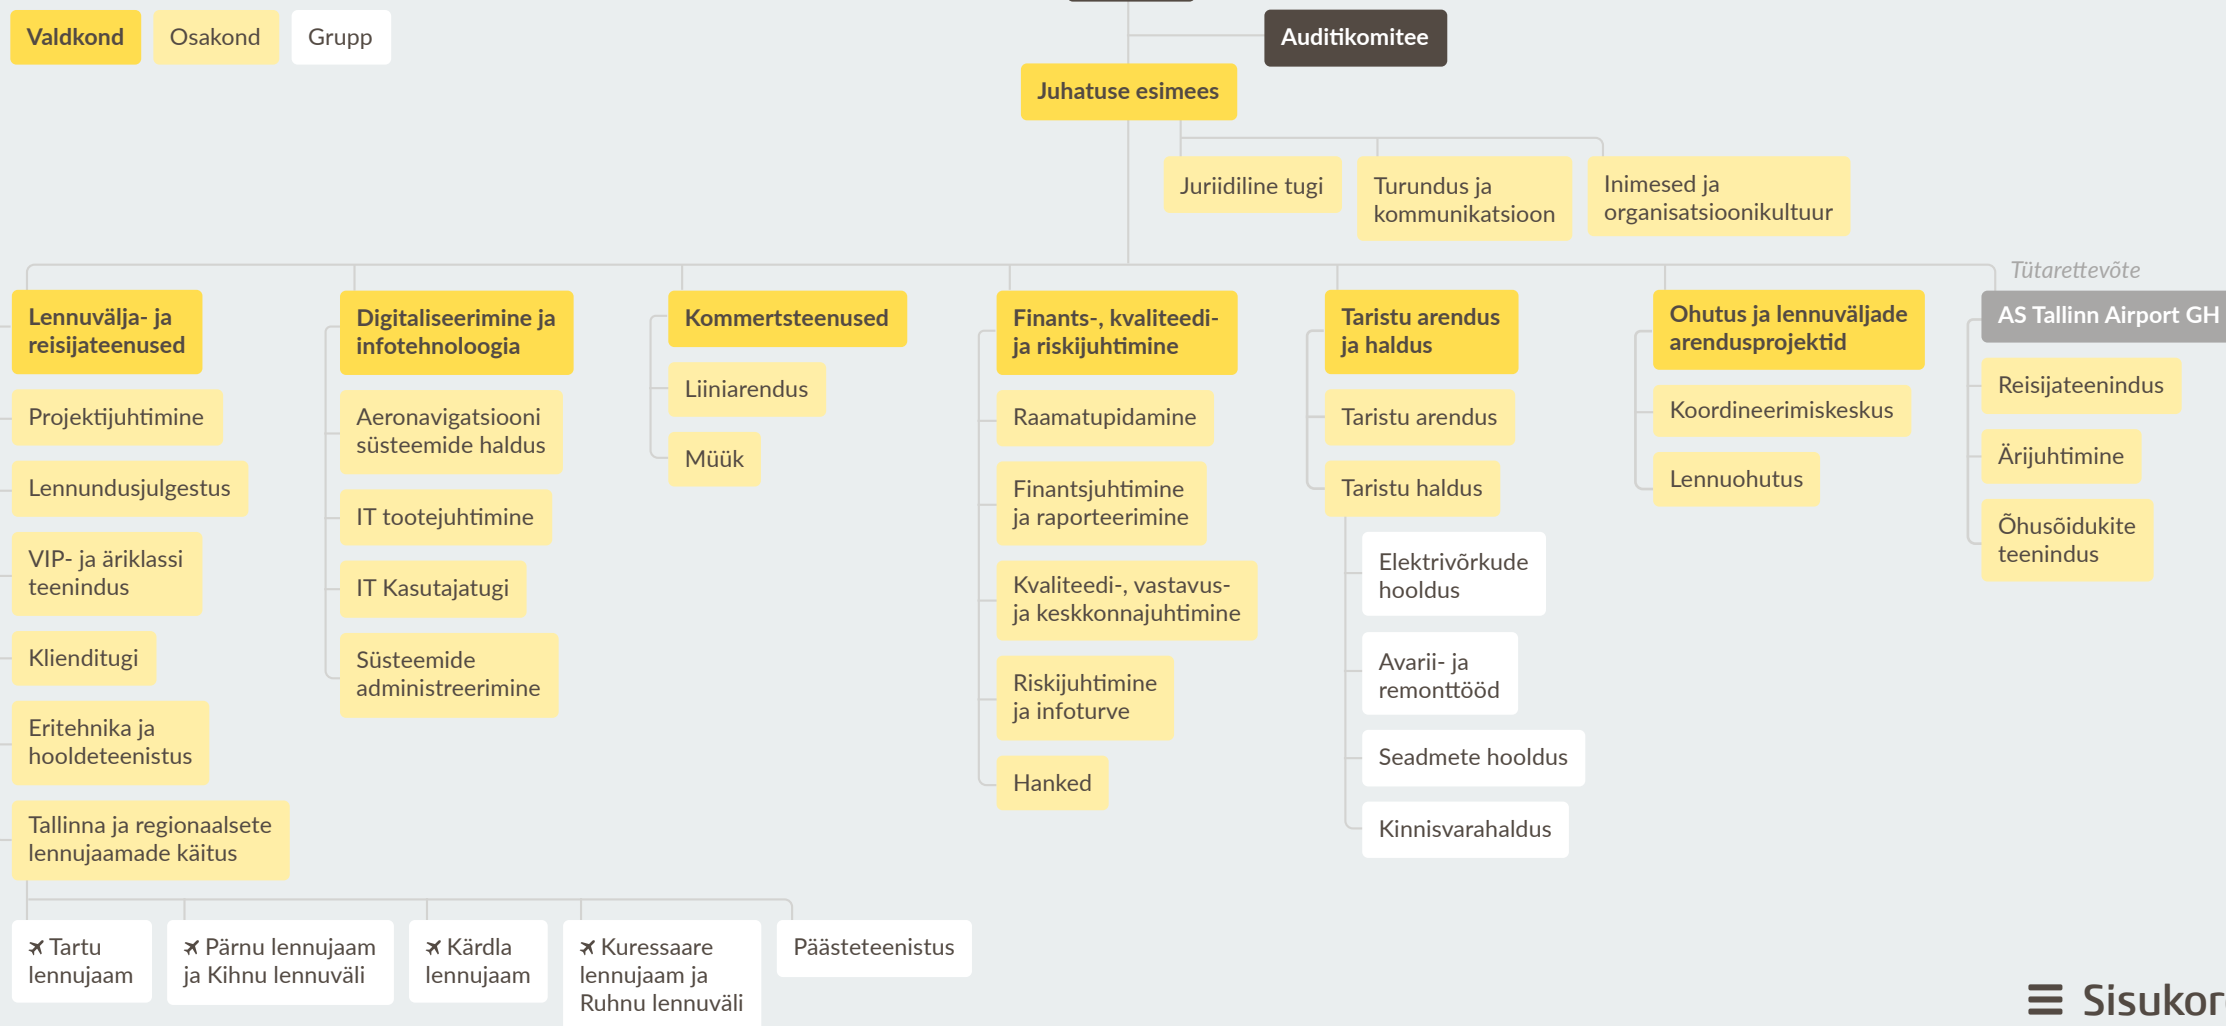 Valdkond
Osakond
Grupp
Auditikomitee
Juhatuse esimees
Juriidiline tugi
Turundus ja
kommunikatsioon
Inimesed ja
organisatsioonikultuur
Lennuvälja- ja
reisijateenused
Projektijuhtimine
Lennundusjulgestus
VIP- ja äriklassi
teenindus
Klienditugi
Eritehnika ja
hooldeteenistus
Tallinna ja regionaalsete
lennujaamade käitus
Tartu
lennujaam
Pärnu lennujaam
ja Kihnu lennuväli
Kärdla
lennujaam
Kuressaare
lennujaam ja
Ruhnu lennuväli
Päästeteenistus
Digitaliseerimine ja
infotehnoloogia
Aeronavigatsiooni
süsteemide haldus
IT tootejuhtimine
IT Kasutajatugi
Süsteemide
administreerimine
Kommertsteenused
Liiniarendus
Müük
Finants-, kvaliteedi-
ja riskijuhtimine
Raamatupidamine
Finantsjuhtimine
ja raporteerimine
Kvaliteedi-, vastavus-
ja keskkonnajuhtimine
Riskijuhtimine
ja infoturve
Hanked
Taristu arendus
ja haldus
Taristu arendus
Taristu haldus
Elektrivõrkude
hooldus
Avarii- ja
remonttööd
Seadmete hooldus
Kinnisvarahaldus
Ohutus ja lennuväljade
arendusprojektid
Koordineerimiskeskus
Lennuohutus
Tütarettevõte
AS Tallinn Airport GH
Reisijateenindus
Ärijuhtimine
Õhusõidukite
teenindus